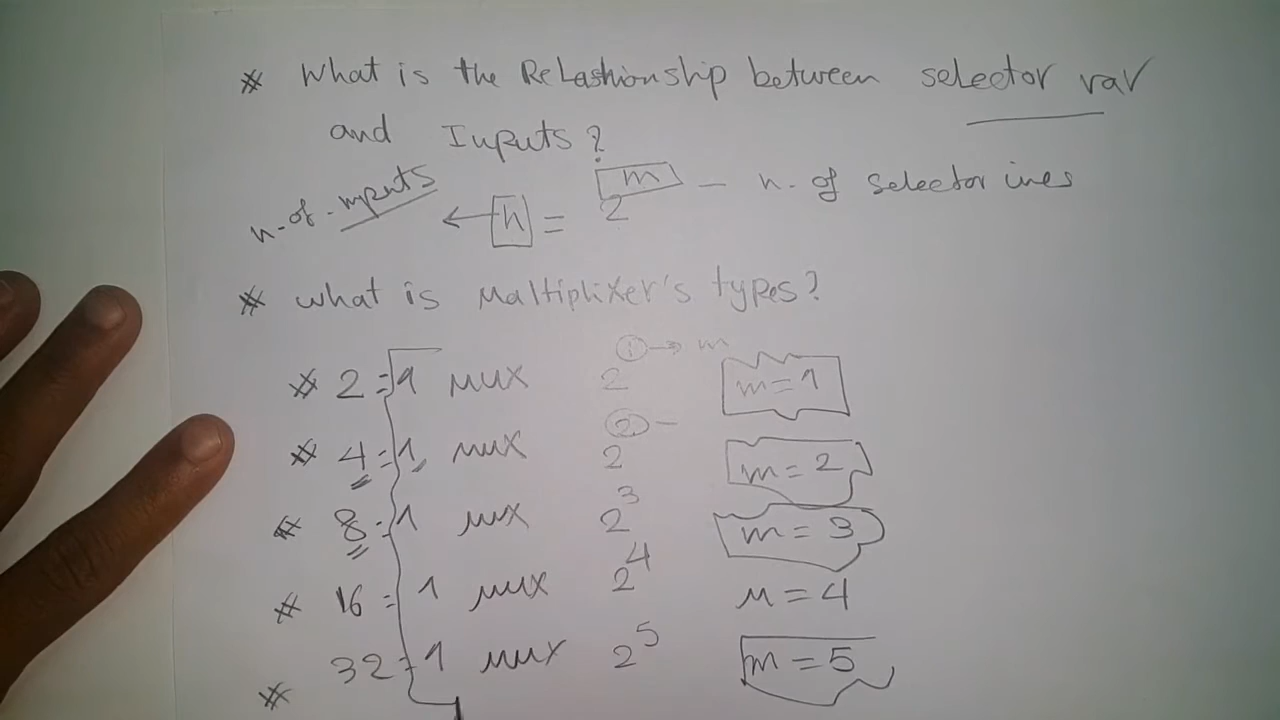 * What is the Relashionship between selector var
and Inputs?
n.of.inputs ← n = 2^m – n.of selector ines
* what is Maltiplixer's types?
* 2:1 mux 2^1 → m m=1
* 4:1 mux 2^2 – m=2
* 8:1 mux 2^3 m=3
* 16:1 mux 2^4 m=4
* 32:1 mux 2^5 m=5